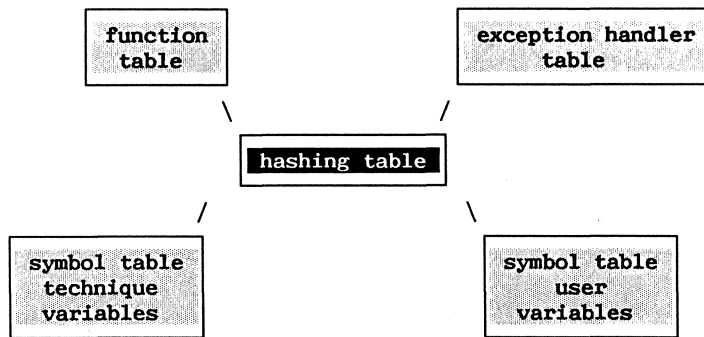 function
table
exception handler
table
hashing table
symbol table
technique
variables
symbol table
user
variables